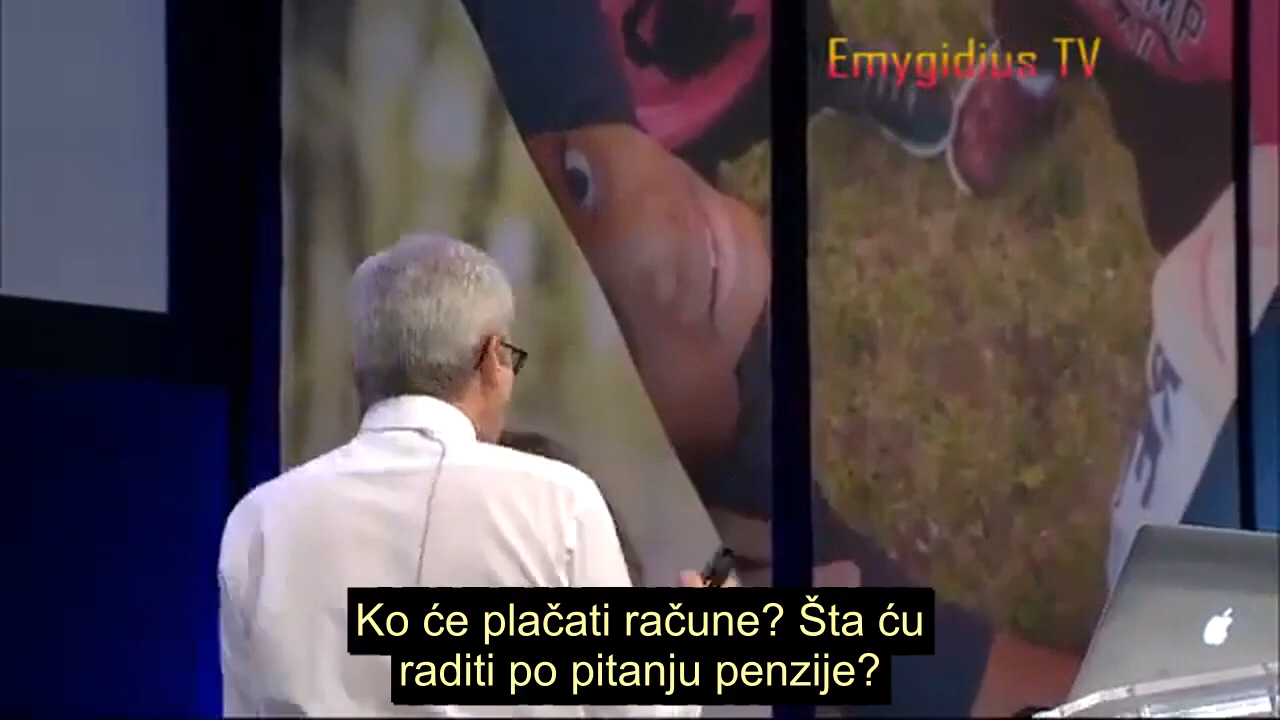 Emygidius TV
Ko će plačati račune? Šta ću
raditi po pitanju penzije?